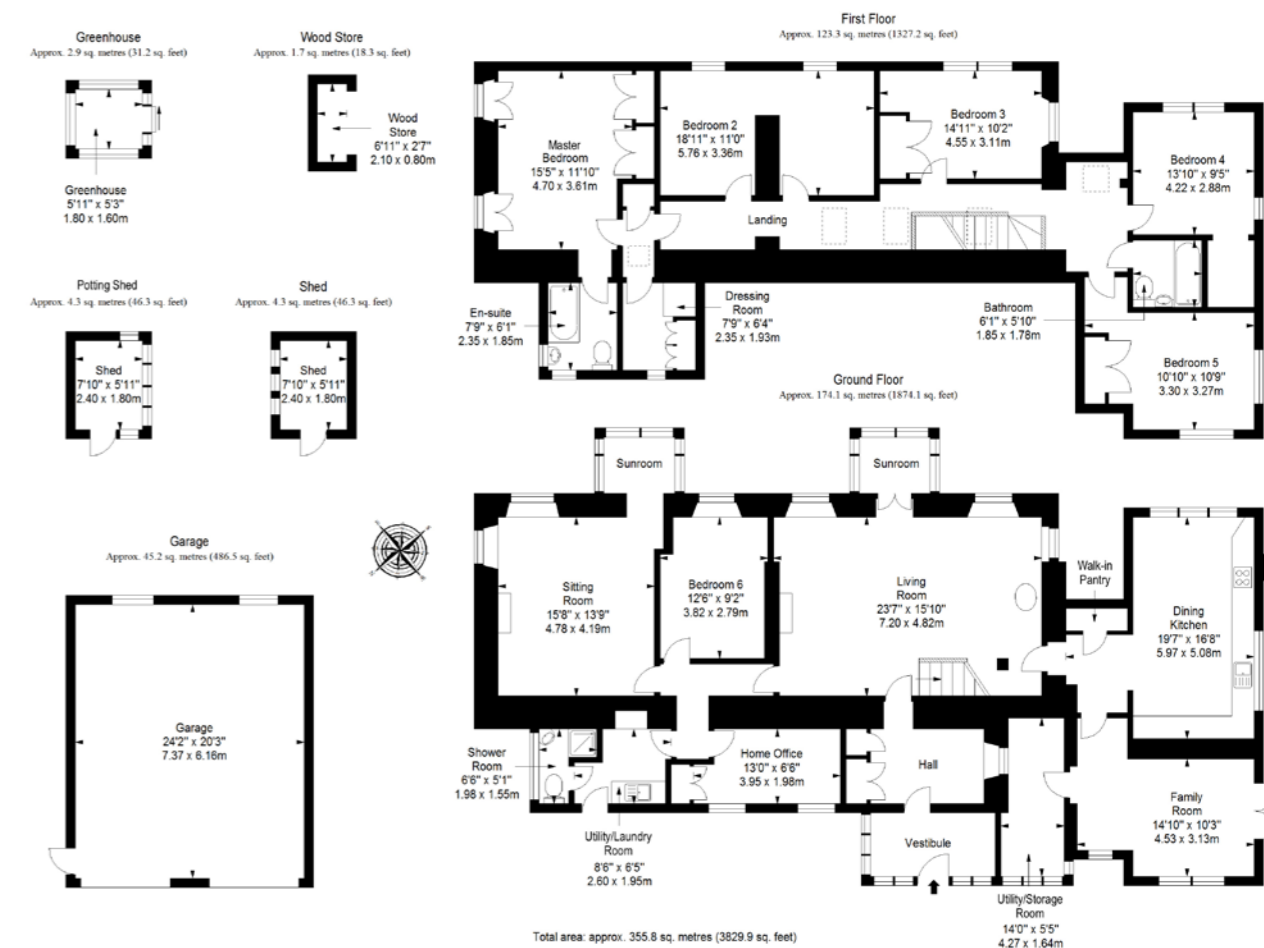 First Floor
Approx. 123.3 sq. metres (1327.2 sq. feet)
Greenhouse
Approx. 2.9 sq. metres (31.2 sq. feet)
Wood Store
Approx. 1.7 sq. metres (18.3 sq. feet)
Wood
Store
6'11" x 2'7"
2.10 x 0.80m
Greenhouse
5'11" x 5'3"
1.80 x 1.60m
Master
Bedroom
15'5" x 11'10"
4.70 x 3.61m
Bedroom 2
18'11" x 11'0"
5.76 x 3.36m
Bedroom 3
14'11" x 10'2"
4.55 x 3.11m
Bedroom 4
13'10" x 9'5"
4.22 x 2.88m
Landing
Potting Shed
Approx. 4.3 sq. metres (46.3 sq. feet)
Shed
Approx. 4.3 sq. metres (46.3 sq. feet)
En-suite
7'9" x 6'1"
2.35 x 1.85m
Dressing
Room
7'9" x 6'4"
2.35 x 1.93m
Bathroom
6'1" x 5'10"
1.85 x 1.78m
Bedroom 5
10'10" x 10'9"
3.30 x 3.27m
Shed
7'10" x 5'11"
2.40 x 1.80m
Shed
7'10" x 5'11"
2.40 x 1.80m
Ground Floor
Approx. 174.1 sq. metres (1874.1 sq. feet)
Sunroom
Sunroom
Garage
Approx. 45.2 sq. metres (486.5 sq. feet)
Sitting
Room
15'8" x 13'9"
4.78 x 4.19m
Bedroom 6
12'6" x 9'2"
3.82 x 2.79m
Living
Room
23'7" x 15'10"
7.20 x 4.82m
Walk-in
Pantry
Dining
Kitchen
19'7" x 16'8"
5.97 x 5.08m
Garage
24'2" x 20'3"
7.37 x 6.16m
Shower
Room
6'6" x 5'1"
1.98 x 1.55m
Home Office
13'0" x 6'6"
3.95 x 1.98m
Hall
Family
Room
14'10" x 10'3"
4.53 x 3.13m
Vestibule
Utility/Laundry
Room
8'6" x 6'5"
2.60 x 1.95m
Utility/Storage
Room
14'0" x 5'5"
4.27 x 1.64m
Total area: approx. 355.8 sq. metres (3829.9 sq. feet)